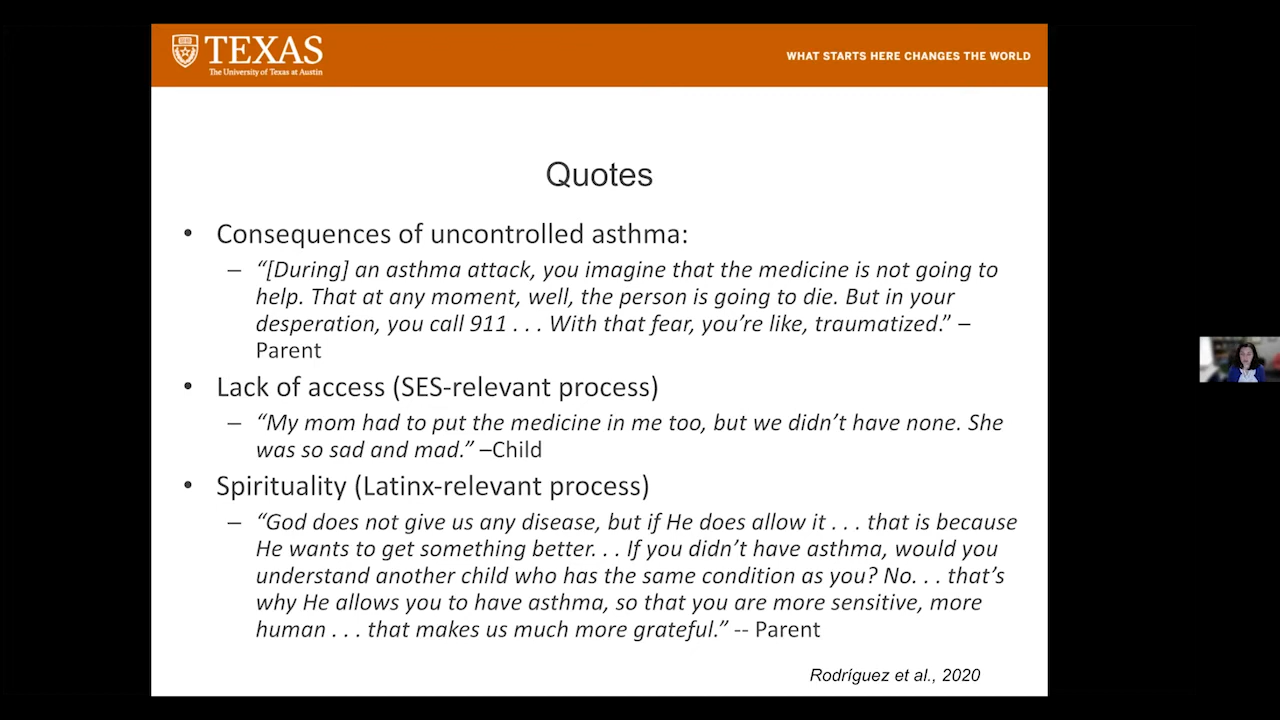 TEXAS
The University of Texas at Austin
WHAT STARTS HERE CHANGES THE WORLD
Quotes
• Consequences of uncontrolled asthma:
– “[During] an asthma attack, you imagine that the medicine is not going to
help. That at any moment, well, the person is going to die. But in your
desperation, you call 911 . . . With that fear, you’re like, traumatized.” –
Parent
• Lack of access (SES-relevant process)
– “My mom had to put the medicine in me too, but we didn’t have none. She
was so sad and mad.” –Child
• Spirituality (Latinx-relevant process)
– “God does not give us any disease, but if He does allow it . . . that is because
He wants to get something better. . . If you didn’t have asthma, would you
understand another child who has the same condition as you? No. . . that’s
why He allows you to have asthma, so that you are more sensitive, more
human . . . that makes us much more grateful.” -- Parent
Rodríguez et al., 2020